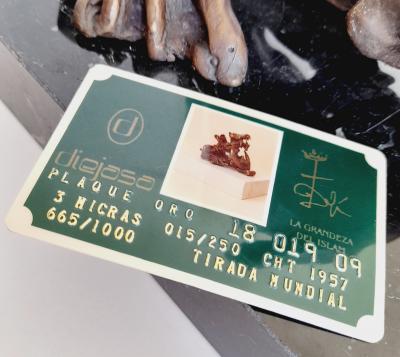 d
diejasa
LA GRANDEZA
DEL ISLAM
PLAQUE ORO 18 019 09
3 MICRAS 015/250 CHT 1957
665/1000 TIRADA MUNDIAL